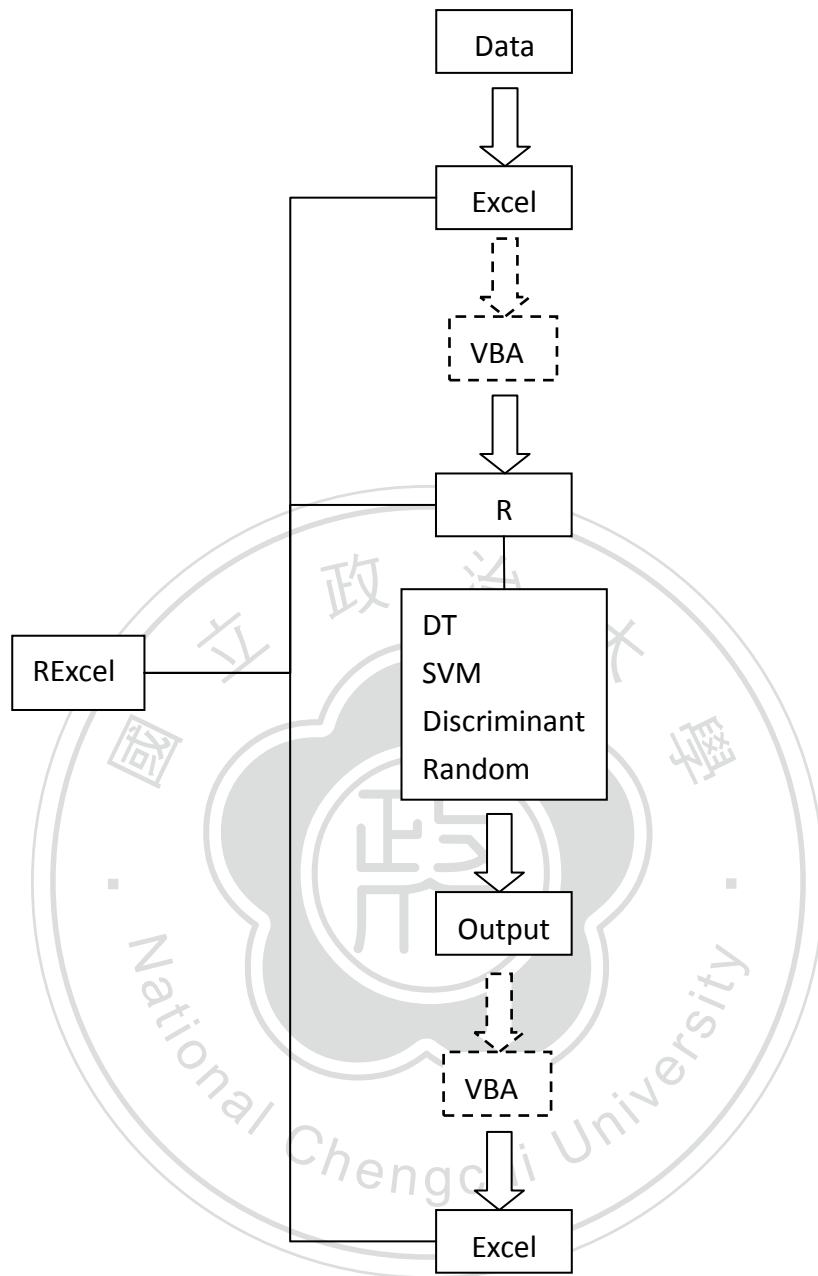 Data
Excel
VBA
R
DT
SVM
Discriminant
Random
RExcel
Output
VBA
Excel
國立政治大學
政
National Chengchi University